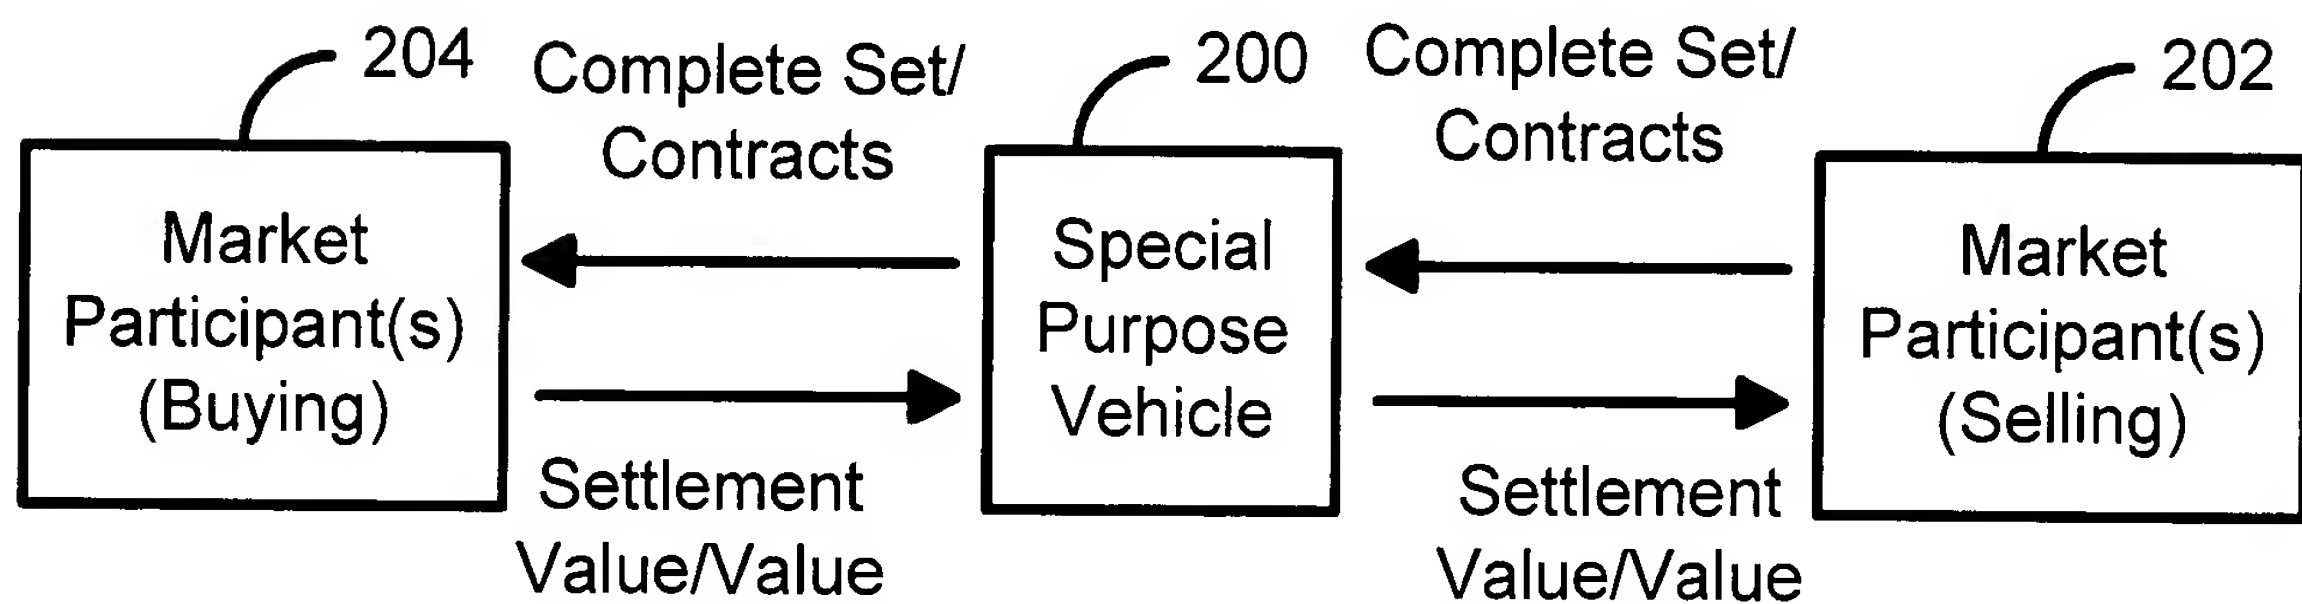 204
Complete Set/
Contracts
200
Complete Set/
Contracts
202
Market
Participant(s)
(Buying)
Special
Purpose
Vehicle
Market
Participant(s)
(Selling)
Settlement
Value/Value
Settlement
Value/Value